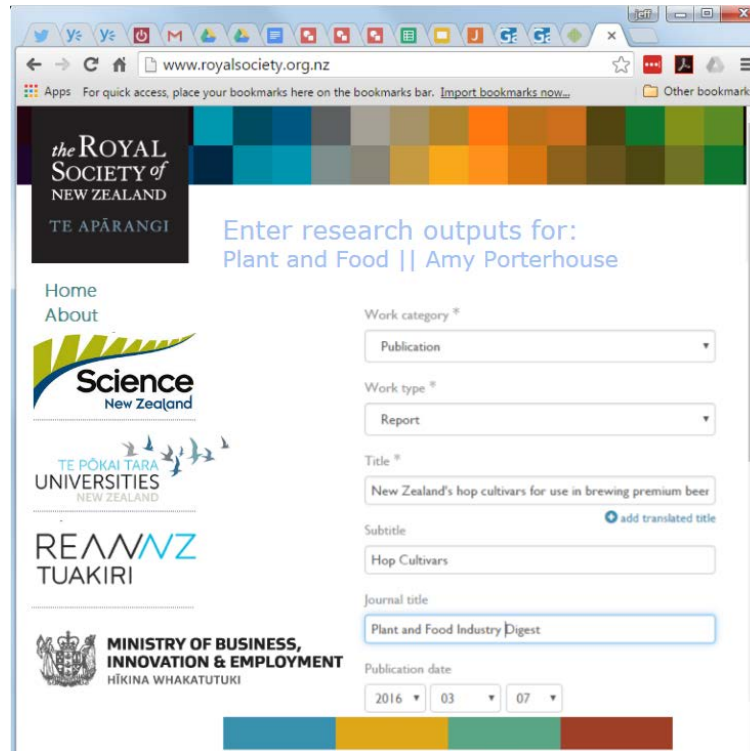 jeff
www.royalsociety.org.nz
Apps For quick access, place your bookmarks here on the bookmarks bar. Import bookmarks now... Other bookmark
the ROYAL
SOCIETY of
NEW ZEALAND
TE APĀRANGI
Enter research outputs for:
Plant and Food || Amy Porterhouse
Home
About
Science
New Zealand
TE PŌKAI TARA
UNIVERSITIES
NEW ZEALAND
REANNZ
TUAKIRI
MINISTRY OF BUSINESS,
INNOVATION & EMPLOYMENT
HĪKINA WHAKATUTUKI
Work category *
Publication
Work type *
Report
Title *
New Zealand's hop cultivars for use in brewing premium beer
add translated title
Subtitle
Hop Cultivars
Journal title
Plant and Food Industry Digest
Publication date
2016 03 07